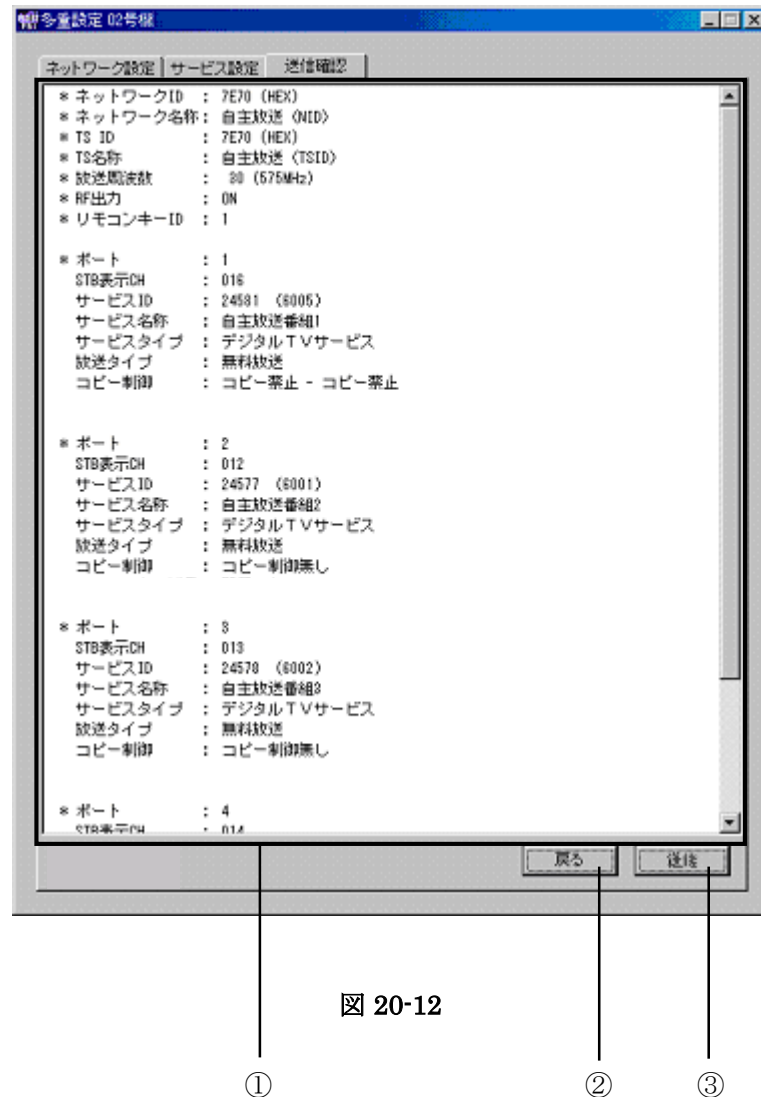 多重設定 02号機
ネットワーク設定 サービス設定 送信確認
* ネットワークID : 7E70 (HEX)
* ネットワーク名称: 自主放送 (NID)
* TS ID : 7E70 (HEX)
* TS名称 : 自主放送 (TSID)
* 放送周波数 : 30 (575MHz)
* RF出力 : ON
* リモコンキーID : 1
* ポート : 1
STB表示CH : 016
サービスID : 24581 (6005)
サービス名称 : 自主放送番組1
サービスタイプ : デジタルTVサービス
放送タイプ : 無料放送
コピー制御 : コピー禁止 - コピー禁止
* ポート : 2
STB表示CH : 012
サービスID : 24577 (6001)
サービス名称 : 自主放送番組2
サービスタイプ : デジタルTVサービス
放送タイプ : 無料放送
コピー制御 : コピー制御無し
* ポート : 3
STB表示CH : 013
サービスID : 24578 (6002)
サービス名称 : 自主放送番組3
サービスタイプ : デジタルTVサービス
放送タイプ : 無料放送
コピー制御 : コピー制御無し
* ポート : 4
STB表示CH : 014
戻る 送信
図 20-12
① ② ③